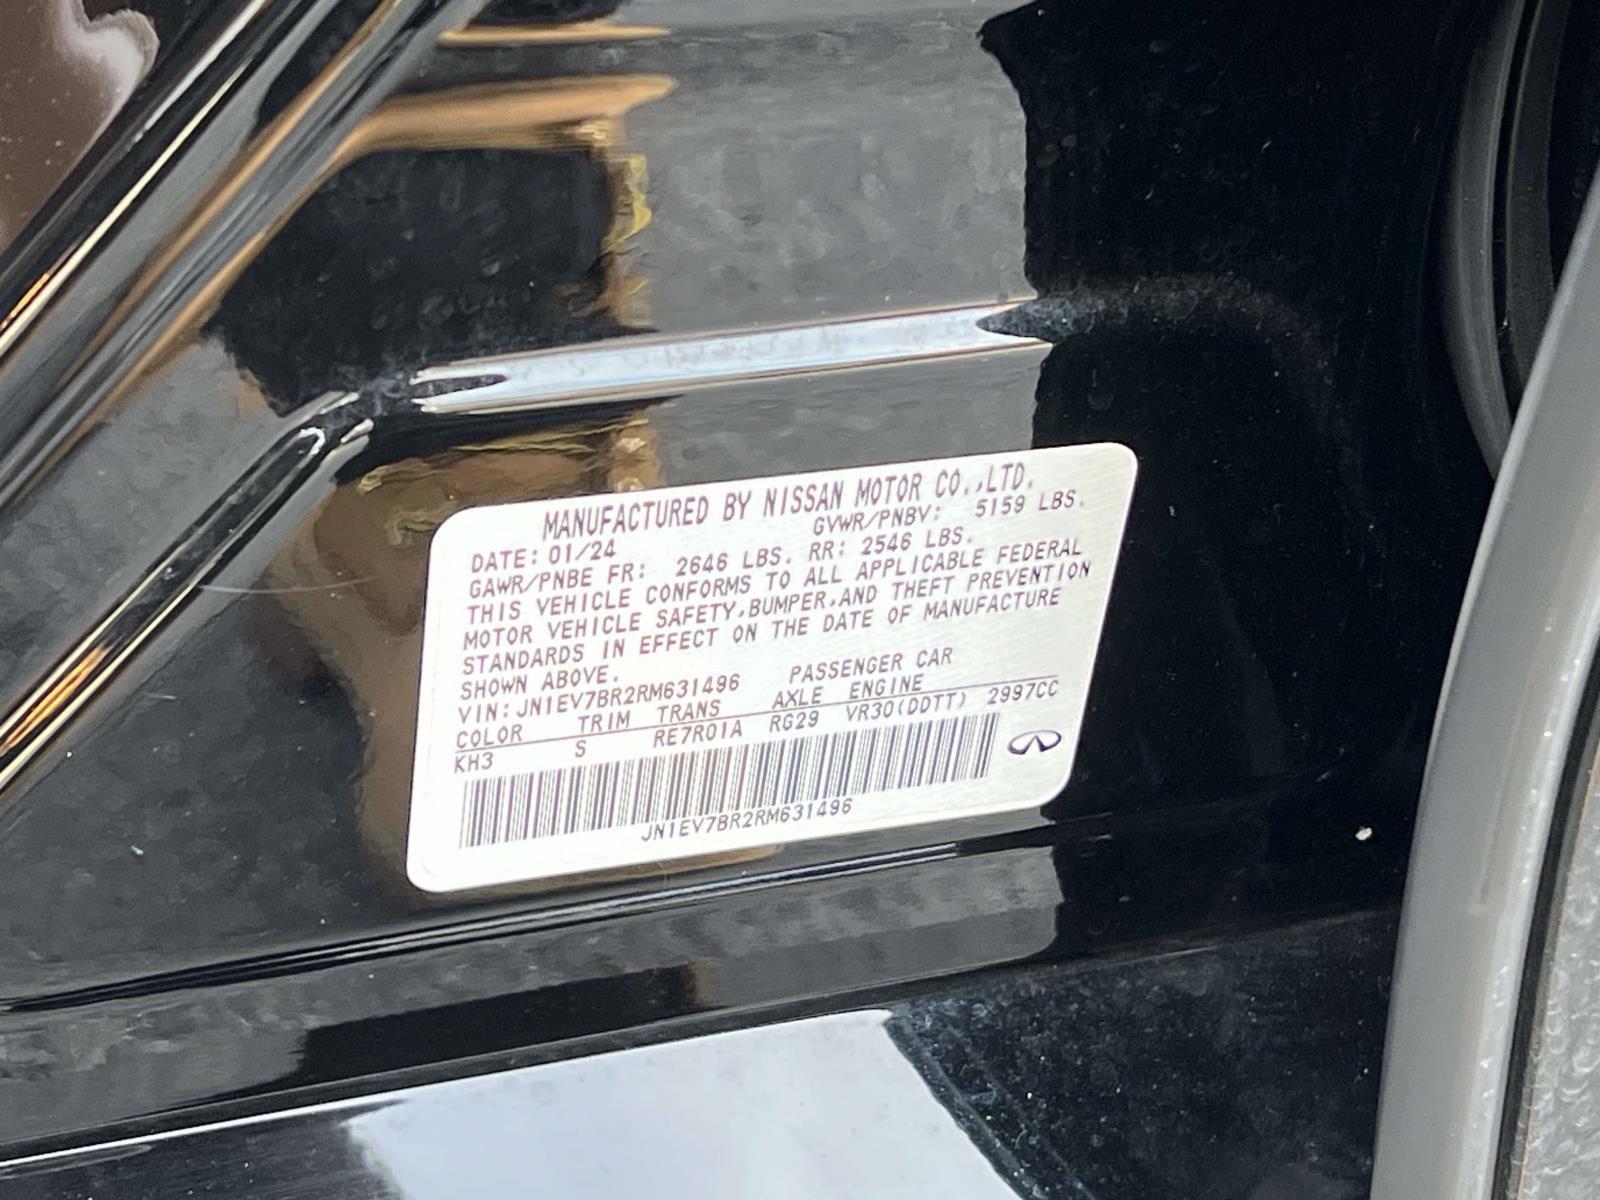 MANUFACTURED BY NISSAN MOTOR CO.,LTD.
DATE: 01/24 GVWR/PNBV: 5159 LBS.
GAWR/PNBE FR: 2646 LBS. RR: 2546 LBS.
THIS VEHICLE CONFORMS TO ALL APPLICABLE FEDERAL
MOTOR VEHICLE SAFETY,BUMPER,AND THEFT PREVENTION
STANDARDS IN EFFECT ON THE DATE OF MANUFACTURE
SHOWN ABOVE.
VIN: JN1EV7BR2RM631496 PASSENGER CAR
COLOR TRIM TRANS AXLE ENGINE
KH3 S RE7R01A RG29 VR30(DDTT) 2997CC
JN1EV7BR2RM631496